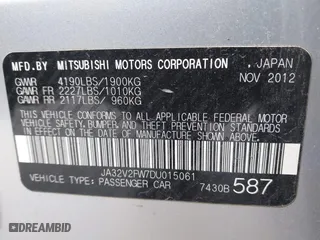 MFD.BY MITSUBISHI MOTORS CORPORATION . JAPAN
GVWR 4190LBS/1900KG NOV 2012
GAWR FR 2227LBS/1010KG
GAWR RR 2117LBS/ 960KG
THIS VEHICLE CONFORMS TO ALL APPLICABLE
FEDERAL MOTOR VEHICLE SAFETY, BUMPER, AND
THEFT PREVENTION STANDARDS IN EFFECT ON
THE DATE OF MANUFACTURE SHOWN ABOVE.
JA32V2FW7DU015061
VEHICLE TYPE: PASSENGER CAR 7430B 587
DREAMBID.COM